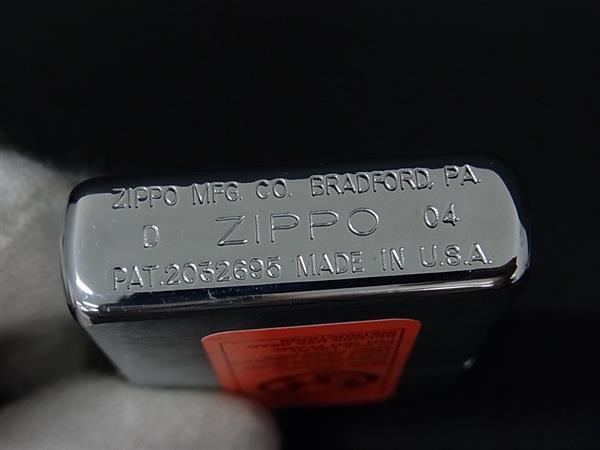 ZIPPO MFG. CO. BRADFORD, PA.
D ZIPPO 04
PAT.2032695 MADE IN U.S.A.